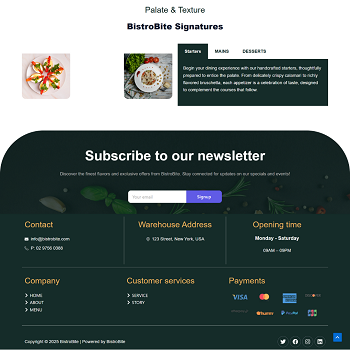 Palate & Texture
BistroBite Signatures
Starters MAINS DESSERTS
Begin your dining experience with our handcrafted starters, thoughtfully
prepared to entice the palate. From delicately crispy calamari to richly
flavored bruschetta, each appetizer is a celebration of taste, designed
to complement the courses that follow.
Subscribe to our newsletter
Discover the finest flavors and exclusive offers from BistroBite. Stay connected for updates on our specials and events!
Your email Signup
Contact Warehouse Address Opening time
info@bistrobite.com 123 Street, New York, USA Monday - Saturday
P: 02 9756 0088 09AM – 09PM
Company Customer services Payments
HOME SERVICE
ABOUT STORY
MENU
VISA
PayPal
Copyright © 2025 BistroBite | Powered by BistroBite